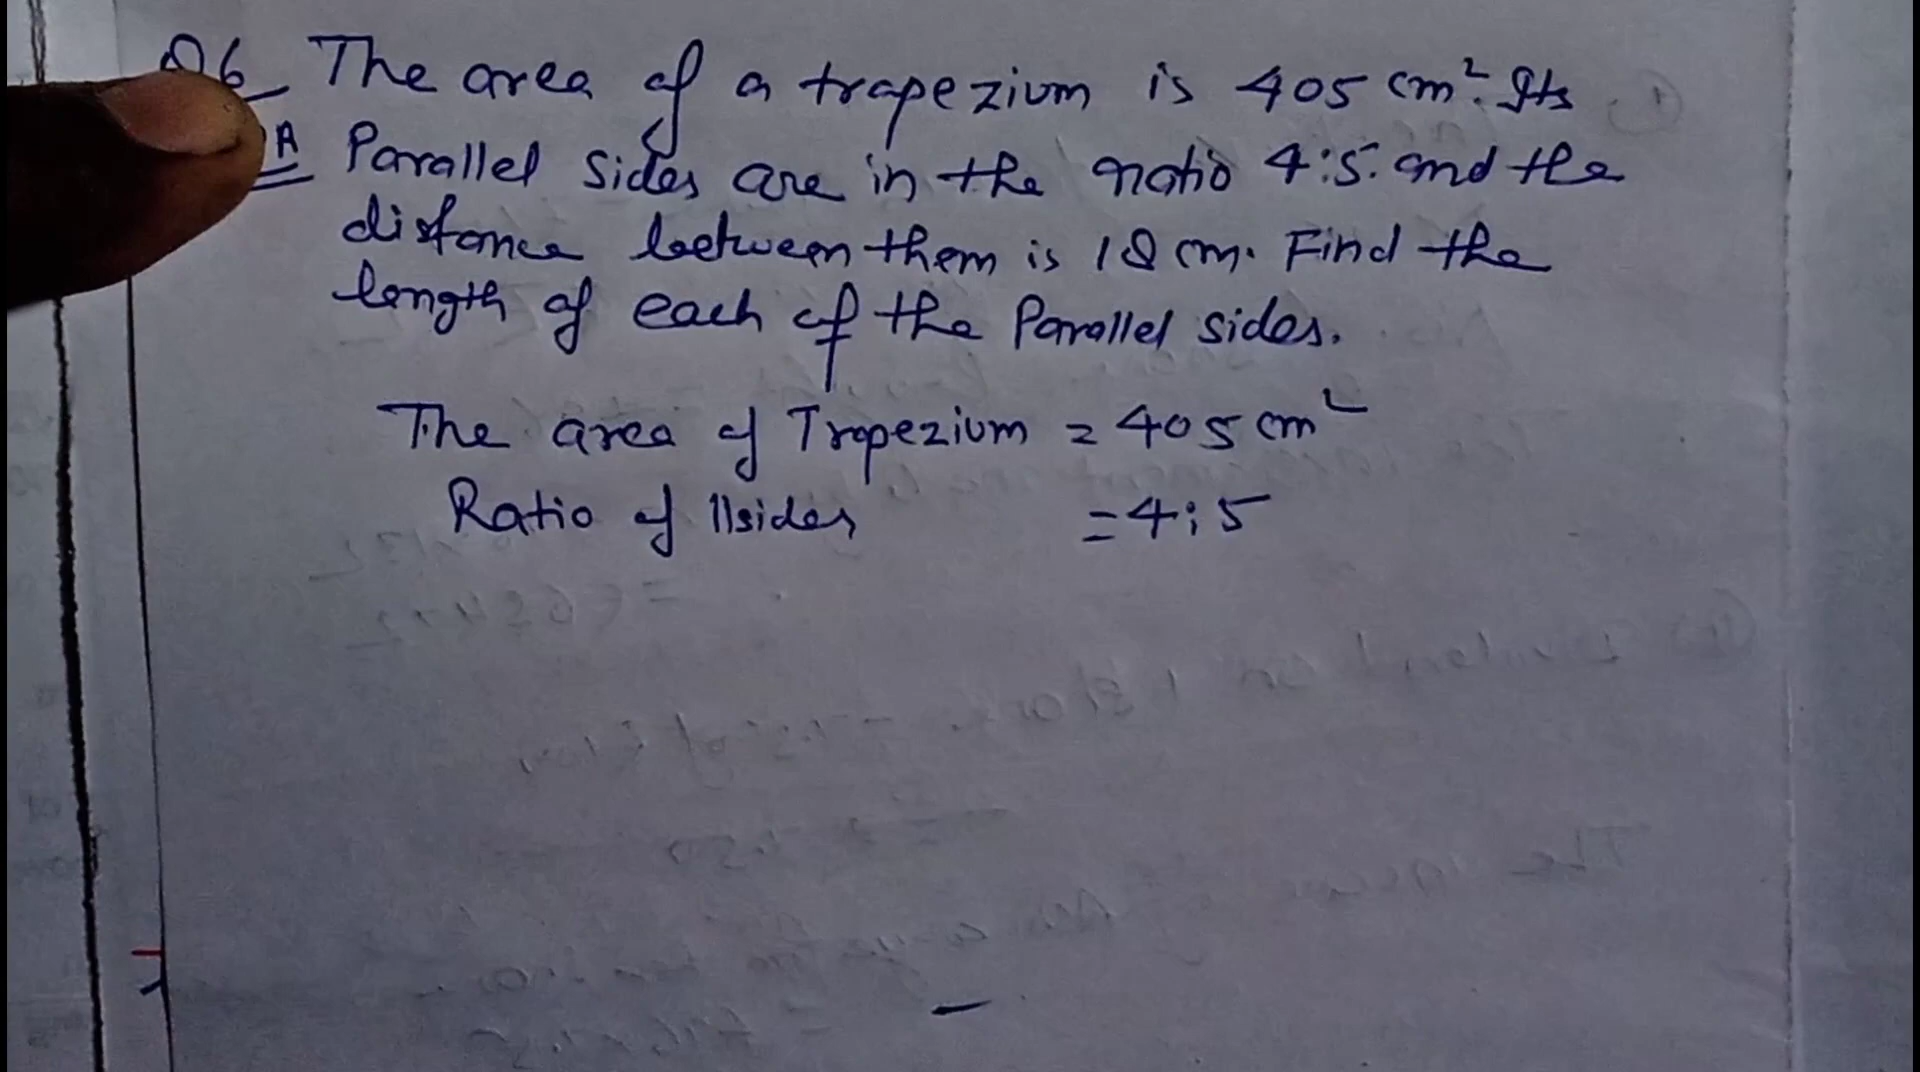 Q6 The area of a trapezium is 405 cm². Its
A Parallel sides are in the ratio 4:5. and the
distance between them is 18 cm. Find the
length of each of the Parallel sides.
The area of Trapezium = 405 cm²
Ratio of llsides = 4:5